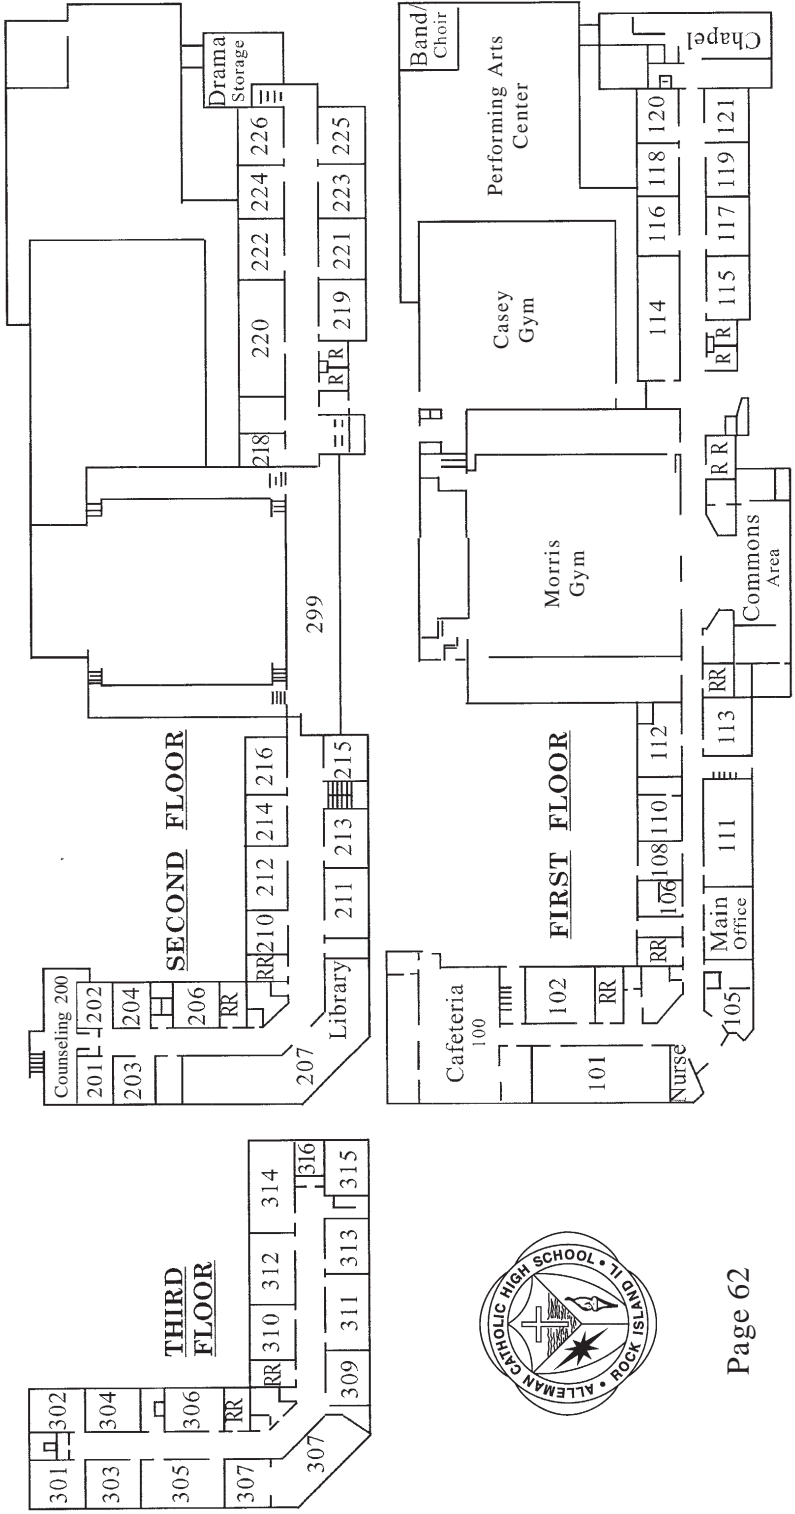 Drama
Storage
226
224
222
220
218
225
223
221
219
R R
299
SECOND FLOOR
216
214
212
210
RR
215
213
211
Library
Counseling 200
202
204
206
RR
201
203
207
Band/
Choir
Performing Arts
Center
Casey
Gym
Morris
Gym
Chapel
120
118
116
114
121
119
117
115
R R
R R
Commons
Area
RR
113
FIRST FLOOR
112
110
108
106
RR
111
Main
Office
105
Cafeteria
100
102
RR
101
Nurse
THIRD
FLOOR
314
312
310
RR
316
315
313
311
309
302
304
306
RR
301
303
305
307
307
ALLEMAN CATHOLIC HIGH SCHOOL • ROCK ISLAND IL •
Page 62